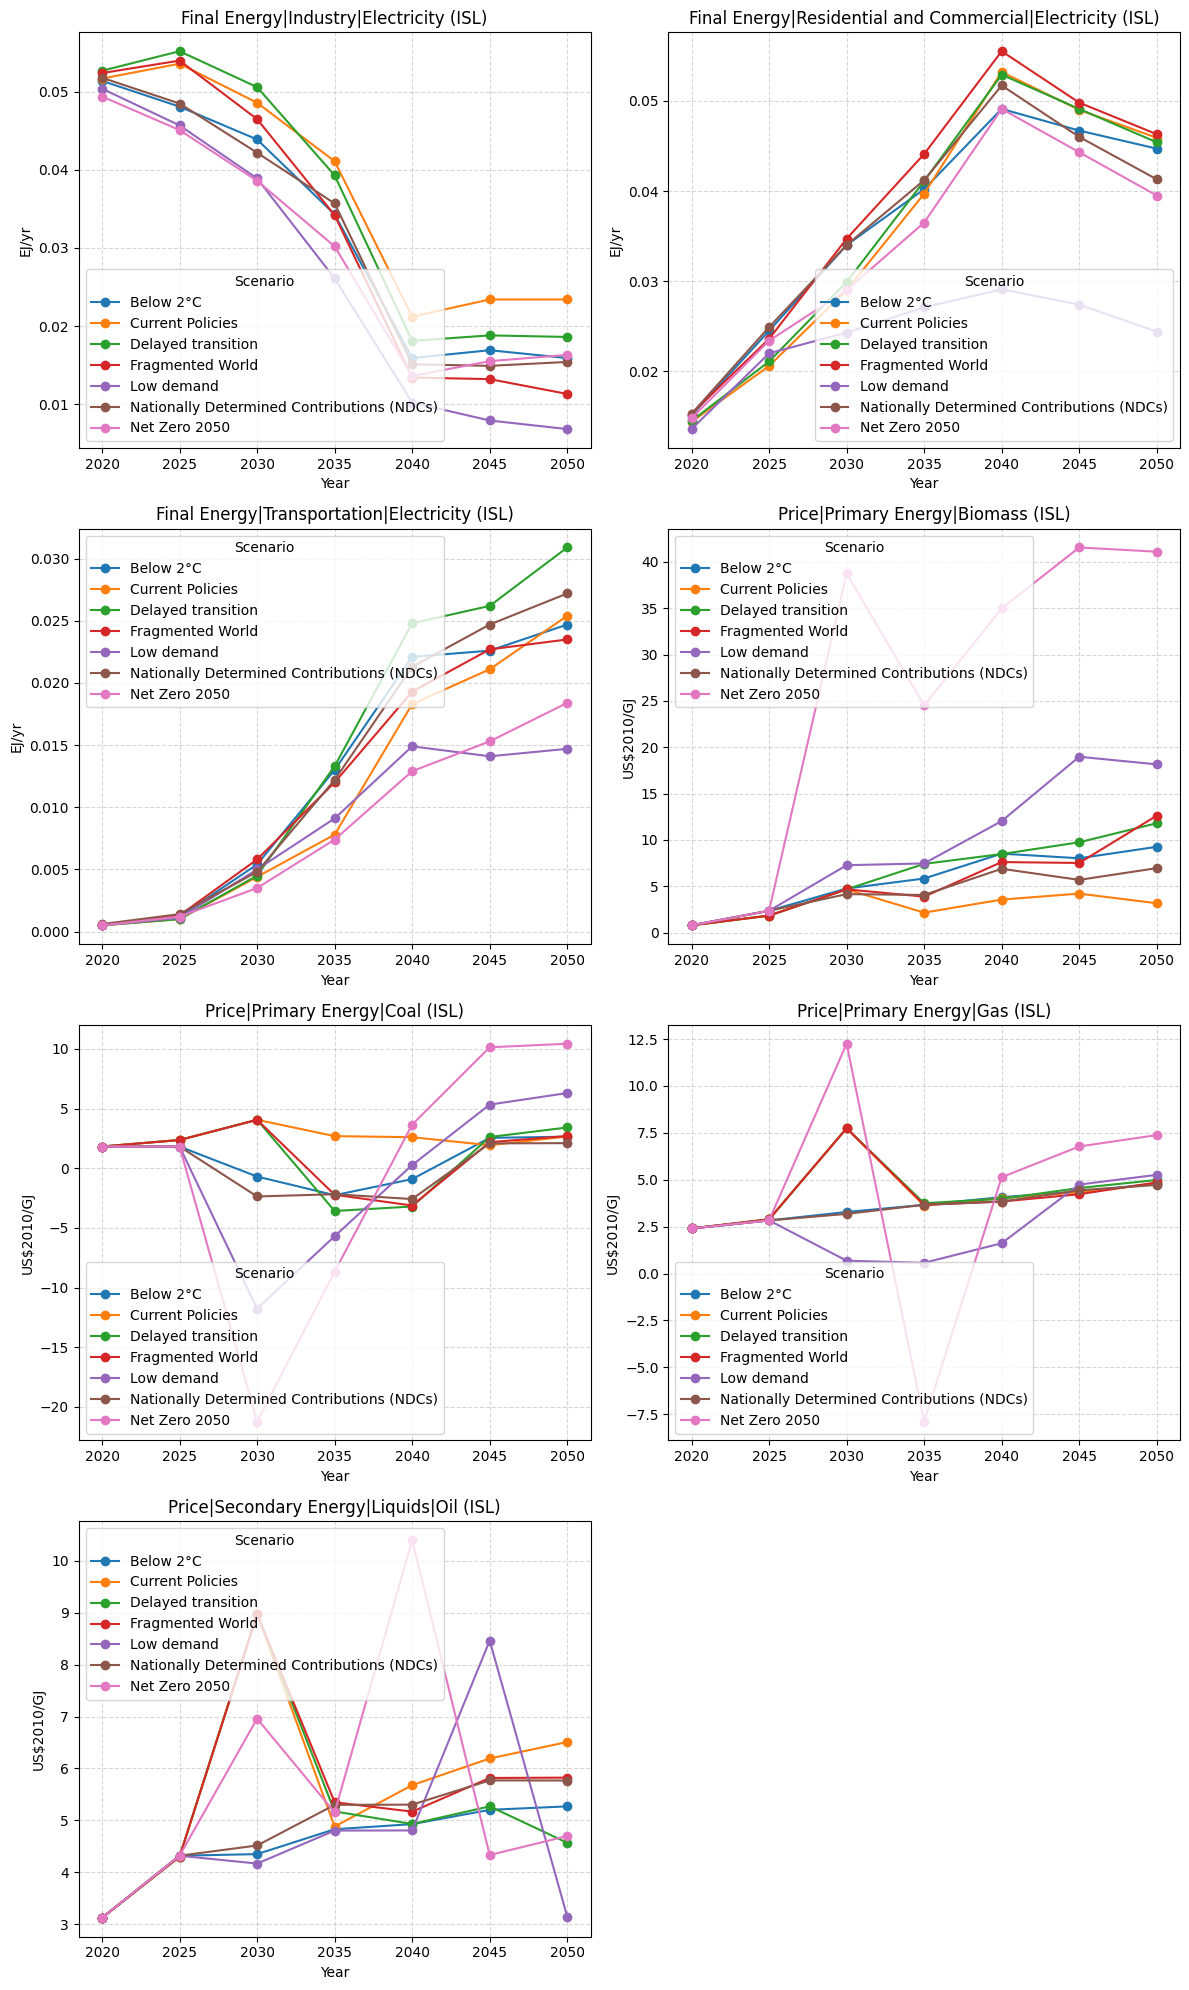 Final Energy|Industry|Electricity (ISL)
EJ/yr
0.05
0.04
0.03
0.02
0.01
Scenario
Below 2°C
Current Policies
Delayed transition
Fragmented World
Low demand
Nationally Determined Contributions (NDCs)
Net Zero 2050
2020 2025 2030 2035 2040 2045 2050
Year
Final Energy|Residential and Commercial|Electricity (ISL)
EJ/yr
0.05
0.04
0.03
0.02
Scenario
Below 2°C
Current Policies
Delayed transition
Fragmented World
Low demand
Nationally Determined Contributions (NDCs)
Net Zero 2050
2020 2025 2030 2035 2040 2045 2050
Year
Final Energy|Transportation|Electricity (ISL)
EJ/yr
0.030
0.025
0.020
0.015
0.010
0.005
0.000
Scenario
Below 2°C
Current Policies
Delayed transition
Fragmented World
Low demand
Nationally Determined Contributions (NDCs)
Net Zero 2050
2020 2025 2030 2035 2040 2045 2050
Year
Price|Primary Energy|Biomass (ISL)
US$2010/GJ
40
35
30
25
20
15
10
5
0
Scenario
Below 2°C
Current Policies
Delayed transition
Fragmented World
Low demand
Nationally Determined Contributions (NDCs)
Net Zero 2050
2020 2025 2030 2035 2040 2045 2050
Year
Price|Primary Energy|Coal (ISL)
US$2010/GJ
10
5
0
−5
−10
−15
−20
Scenario
Below 2°C
Current Policies
Delayed transition
Fragmented World
Low demand
Nationally Determined Contributions (NDCs)
Net Zero 2050
2020 2025 2030 2035 2040 2045 2050
Year
Price|Primary Energy|Gas (ISL)
US$2010/GJ
12.5
10.0
7.5
5.0
2.5
0.0
−2.5
−5.0
−7.5
Scenario
Below 2°C
Current Policies
Delayed transition
Fragmented World
Low demand
Nationally Determined Contributions (NDCs)
Net Zero 2050
2020 2025 2030 2035 2040 2045 2050
Year
Price|Secondary Energy|Liquids|Oil (ISL)
US$2010/GJ
10
9
8
7
6
5
4
3
Scenario
Below 2°C
Current Policies
Delayed transition
Fragmented World
Low demand
Nationally Determined Contributions (NDCs)
Net Zero 2050
2020 2025 2030 2035 2040 2045 2050
Year